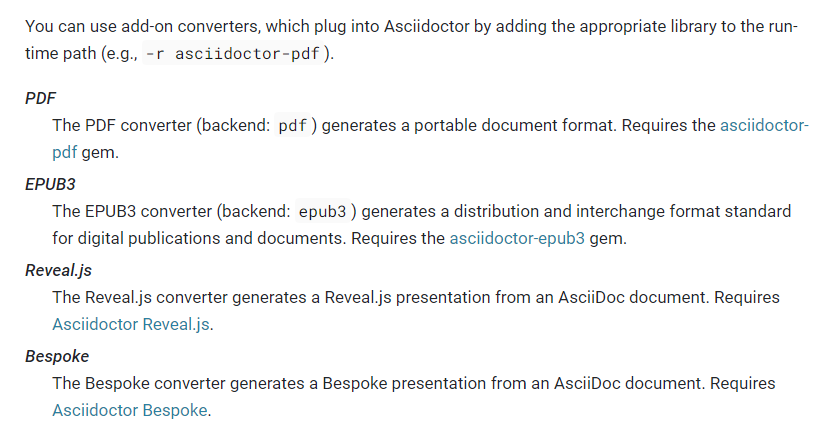 You can use add-on converters, which plug into Asciidoctor by adding the appropriate library to the run-
time path (e.g., -r asciidoctor-pdf).
PDF
The PDF converter (backend: pdf) generates a portable document format. Requires the asciidoctor-
pdf gem.
EPUB3
The EPUB3 converter (backend: epub3) generates a distribution and interchange format standard
for digital publications and documents. Requires the asciidoctor-epub3 gem.
Reveal.js
The Reveal.js converter generates a Reveal.js presentation from an AsciiDoc document. Requires
Asciidoctor Reveal.js.
Bespoke
The Bespoke converter generates a Bespoke presentation from an AsciiDoc document. Requires
Asciidoctor Bespoke.